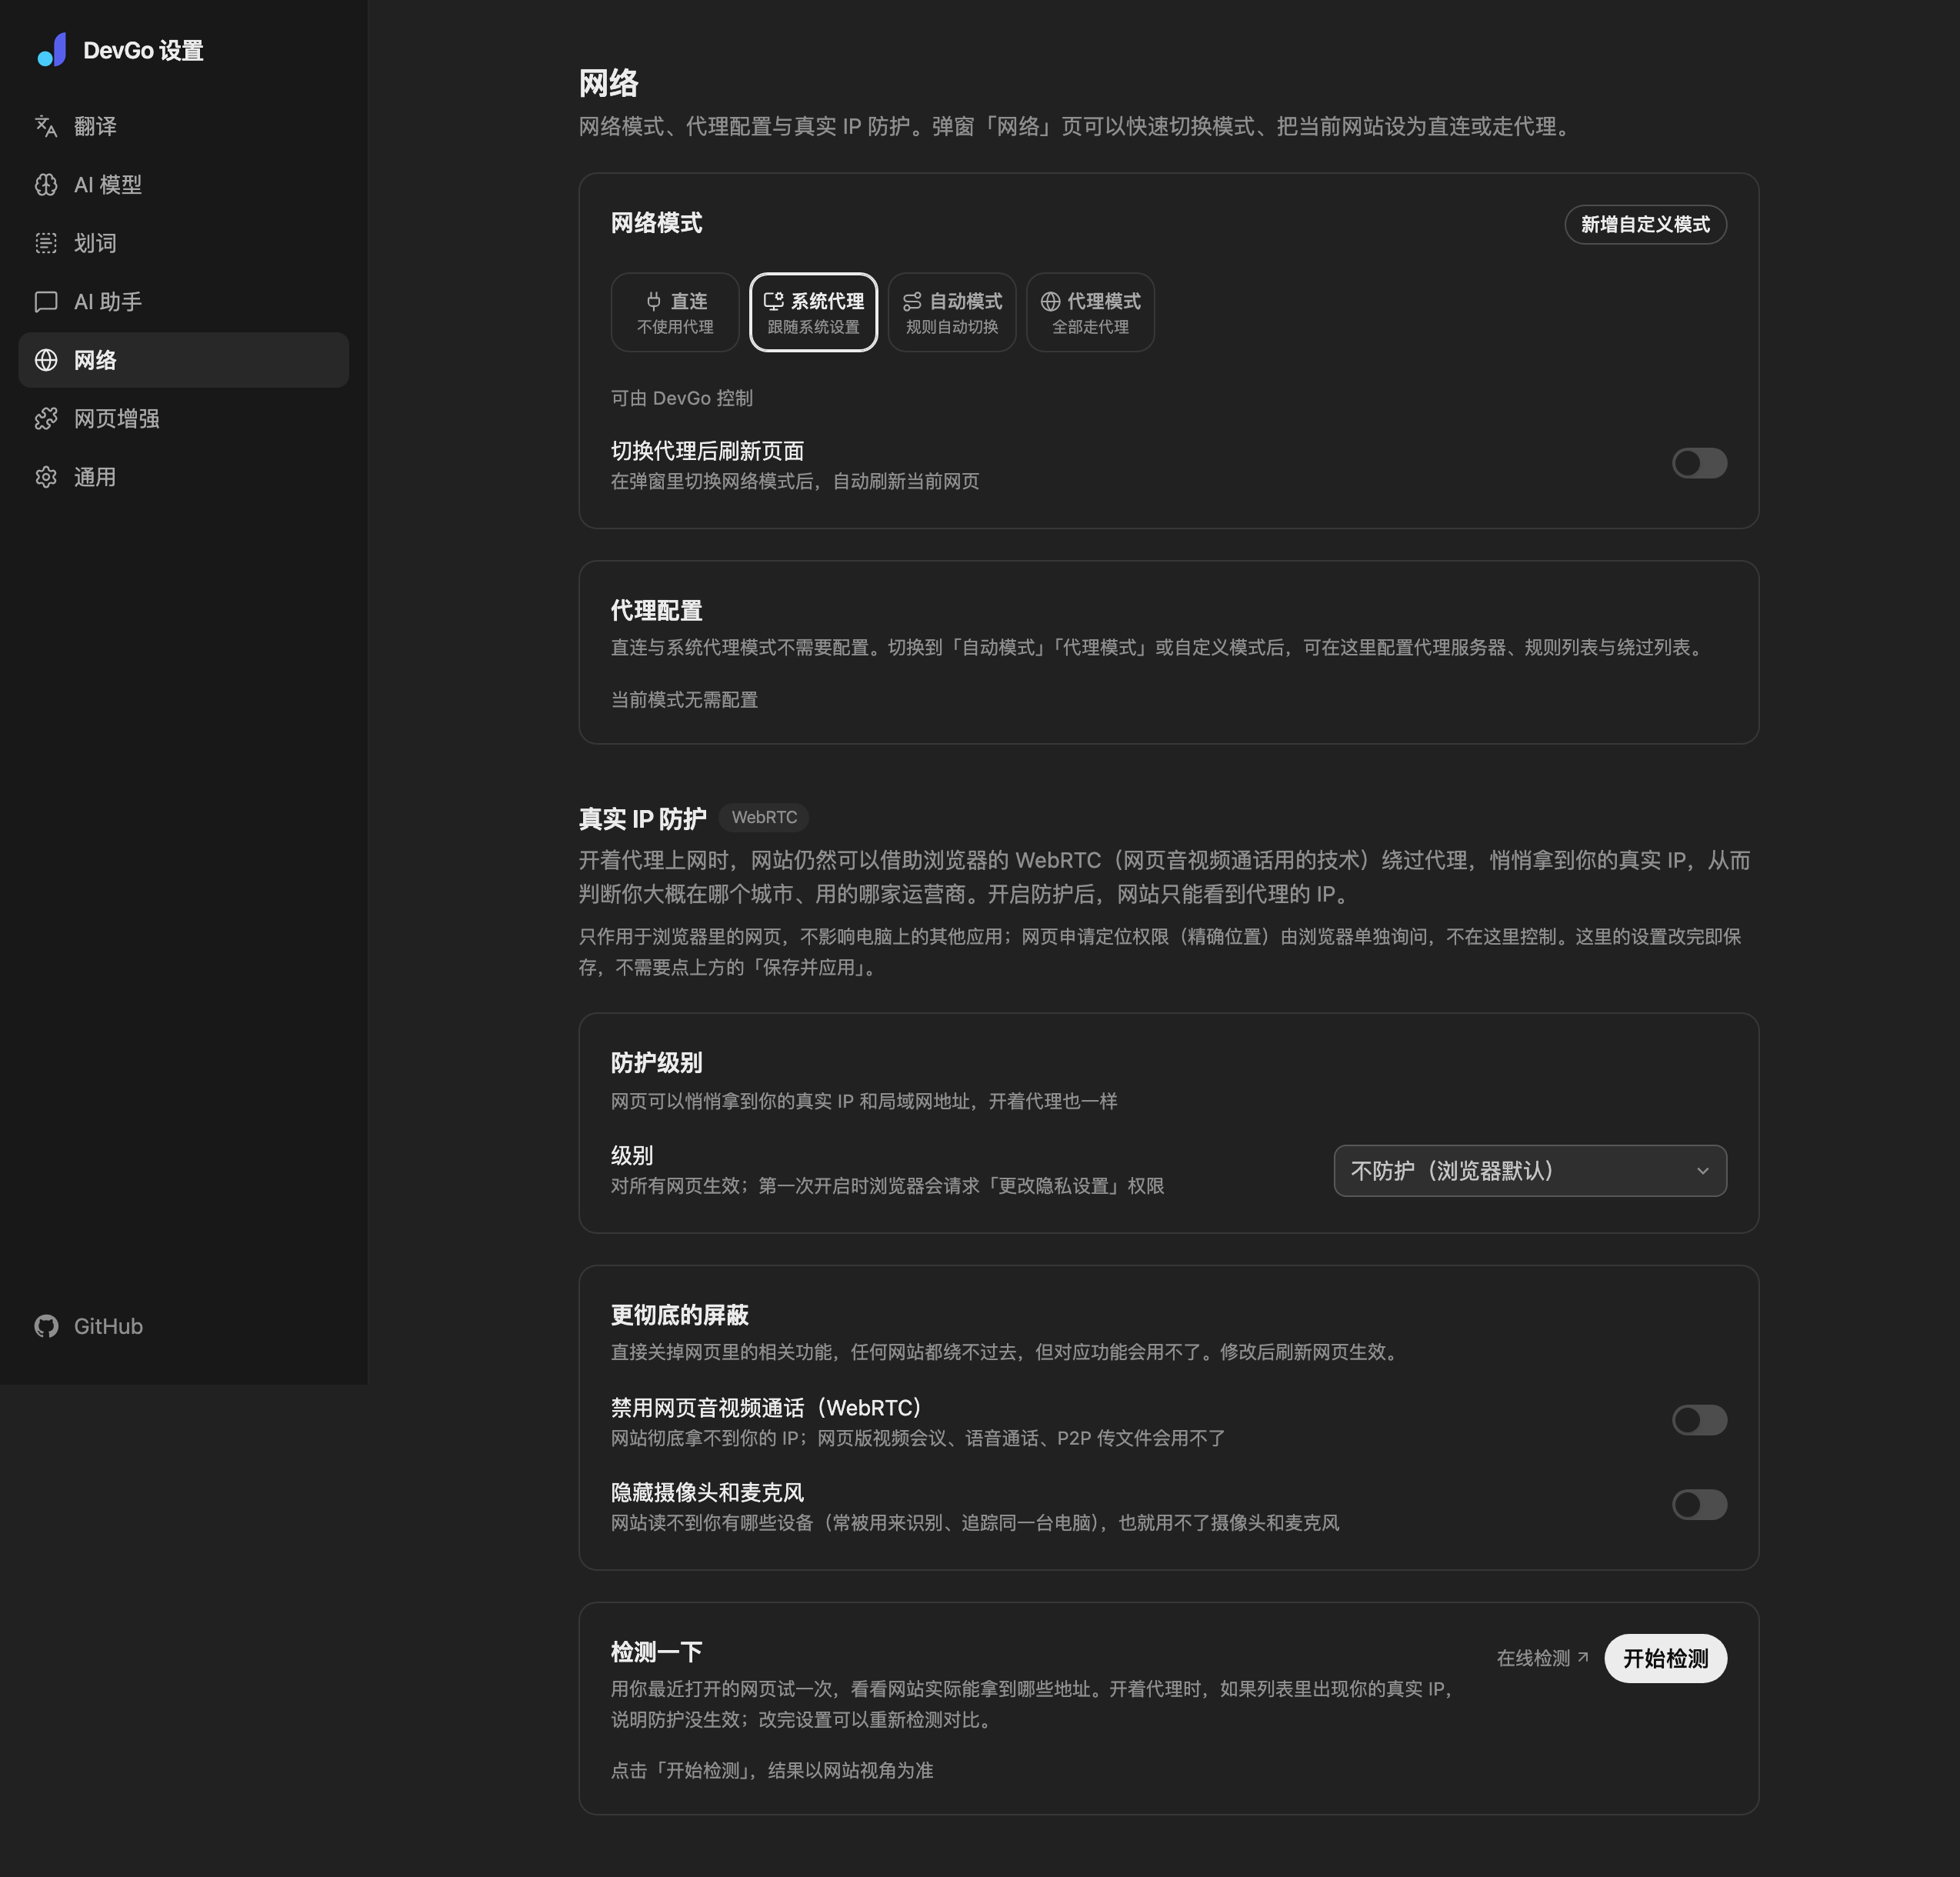 DevGo 设置
翻译
AI 模型
划词
AI 助手
网络
网页增强
通用
GitHub
网络
网络模式、代理配置与真实 IP 防护。弹窗「网络」页可以快速切换模式、把当前网站设为直连或走代理。
网络模式
新增自定义模式
直连
不使用代理
系统代理
跟随系统设置
自动模式
规则自动切换
代理模式
全部走代理
可由 DevGo 控制
切换代理后刷新页面
在弹窗里切换网络模式后，自动刷新当前网页
代理配置
直连与系统代理模式不需要配置。切换到「自动模式」「代理模式」或自定义模式后，可在这里配置代理服务器、规则列表与绕过列表。
当前模式无需配置
真实 IP 防护 WebRTC
开着代理上网时，网站仍然可以借助浏览器的 WebRTC（网页音视频通话用的技术）绕过代理，悄悄拿到你的真实 IP，从而
判断你大概在哪个城市、用的哪家运营商。开启防护后，网站只能看到代理的 IP。
只作用于浏览器里的网页，不影响电脑上的其他应用；网页申请定位权限（精确位置）由浏览器单独询问，不在这里控制。这里的设置改完即保
存，不需要点上方的「保存并应用」。
防护级别
网页可以悄悄拿到你的真实 IP 和局域网地址，开着代理也一样
级别
对所有网页生效；第一次开启时浏览器会请求「更改隐私设置」权限
不防护（浏览器默认）
更彻底的屏蔽
直接关掉网页里的相关功能，任何网站都绕不过去，但对应功能会用不了。修改后刷新网页生效。
禁用网页音视频通话（WebRTC）
网站彻底拿不到你的 IP；网页版视频会议、语音通话、P2P 传文件会用不了
隐藏摄像头和麦克风
网站读不到你有哪些设备（常被用来识别、追踪同一台电脑），也就用不了摄像头和麦克风
检测一下
在线检测
开始检测
用你最近打开的网页试一次，看看网站实际能拿到哪些地址。开着代理时，如果列表里出现你的真实 IP，
说明防护没生效；改完设置可以重新检测对比。
点击「开始检测」，结果以网站视角为准